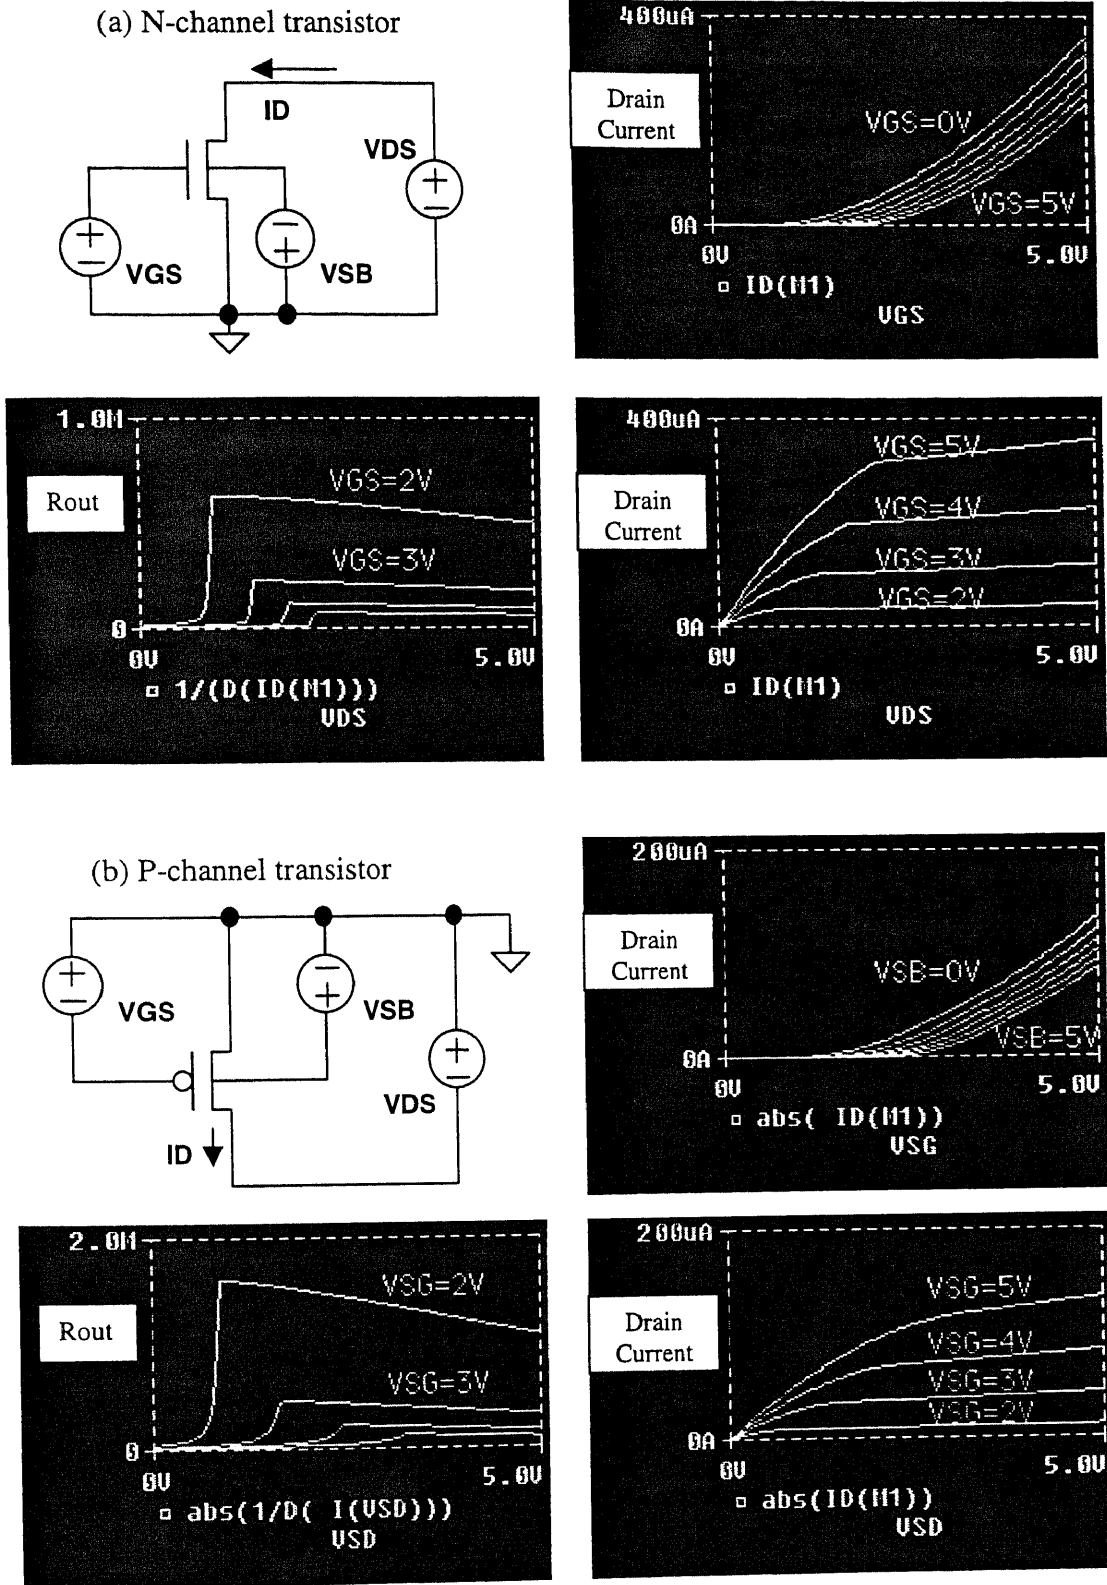 (a) N-channel transistor
ID
VDS
VGS
VSB
+
−
−
+
+
−
400uA
Drain
Current
VGS=0V
VGS=5V
0A
0V
5.0V
ID(M1)
VGS
1.0M
Rout
VGS=2V
VGS=3V
0
0V
5.0V
1/(D(ID(M1)))
VDS
400uA
Drain
Current
VGS=5V
VGS=4V
VGS=3V
VGS=2V
0A
0V
5.0V
ID(M1)
VDS
(b) P-channel transistor
+
−
VGS
−
+
VSB
+
−
VDS
ID
200uA
Drain
Current
VSB=0V
VSB=5V
0A
0V
5.0V
abs( ID(M1))
VSG
2.0M
Rout
VSG=2V
VSG=3V
0
0V
5.0V
abs(1/D( I(VSD)))
VSD
200uA
Drain
Current
VSG=5V
VSG=4V
VSG=3V
VSG=2V
0A
0V
5.0V
abs(ID(M1))
VSD